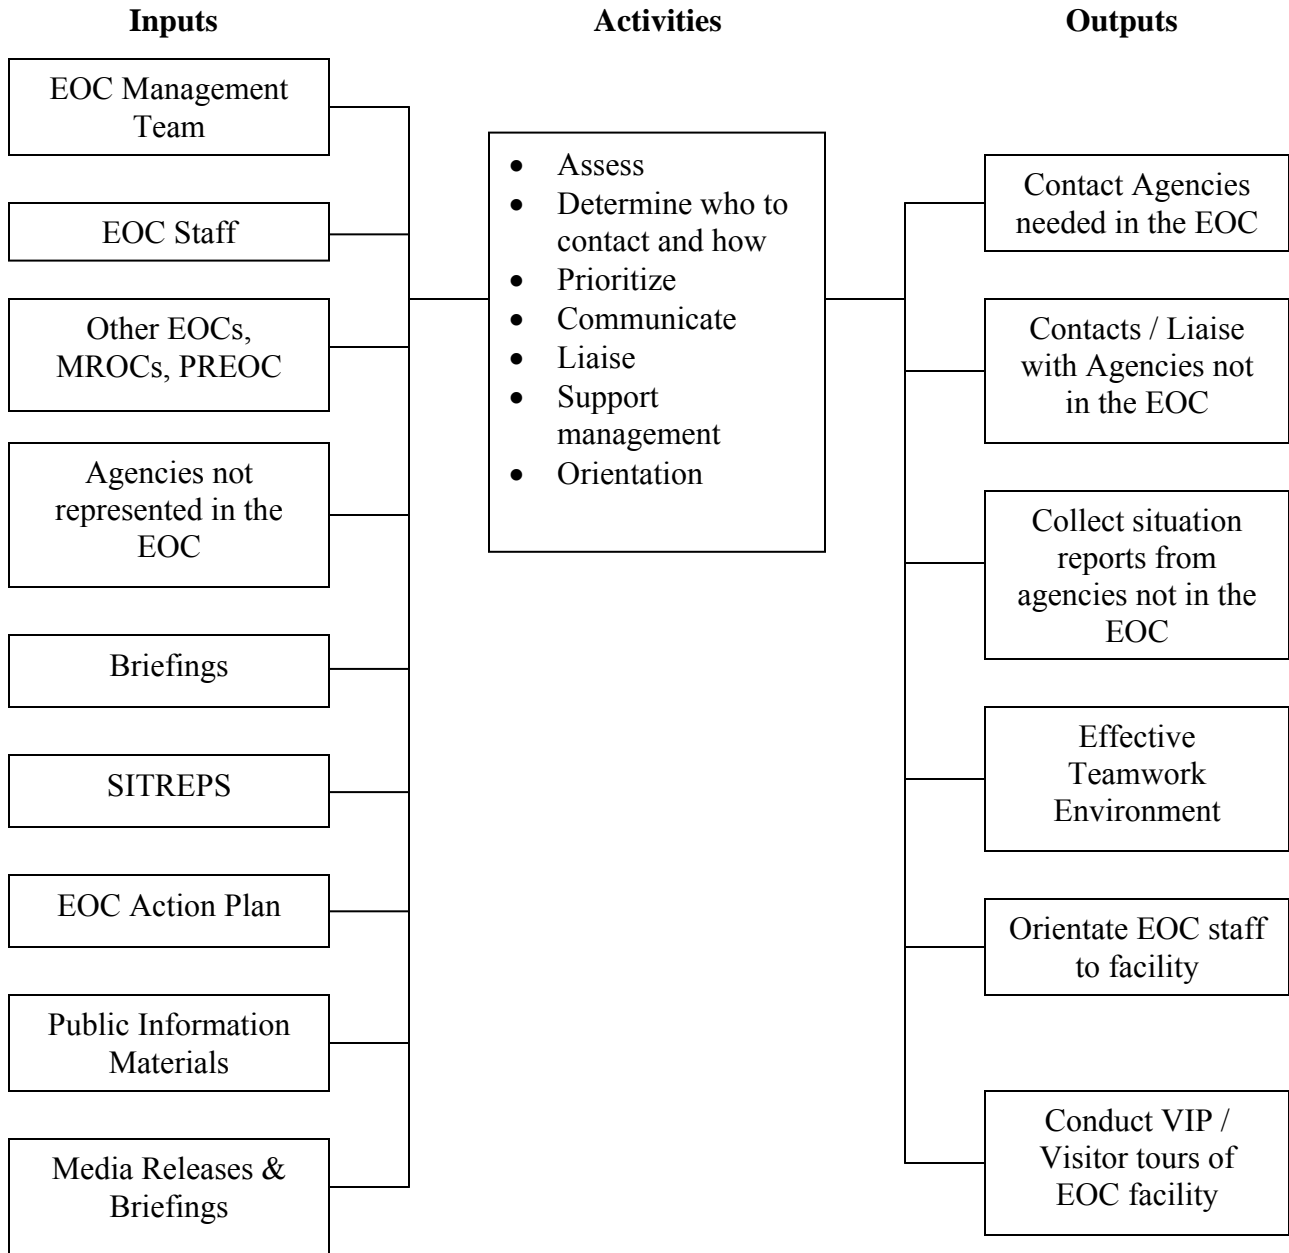 Inputs
EOC Management
Team
EOC Staff
Other EOCs,
MROCs, PREOC
Agencies not
represented in the
EOC
Briefings
SITREPS
EOC Action Plan
Public Information
Materials
Media Releases &
Briefings
Activities
• Assess
• Determine who to
contact and how
• Prioritize
• Communicate
• Liaise
• Support
management
• Orientation
Outputs
Contact Agencies
needed in the EOC
Contacts / Liaise
with Agencies not
in the EOC
Collect situation
reports from
agencies not in the
EOC
Effective
Teamwork
Environment
Orientate EOC staff
to facility
Conduct VIP /
Visitor tours of
EOC facility